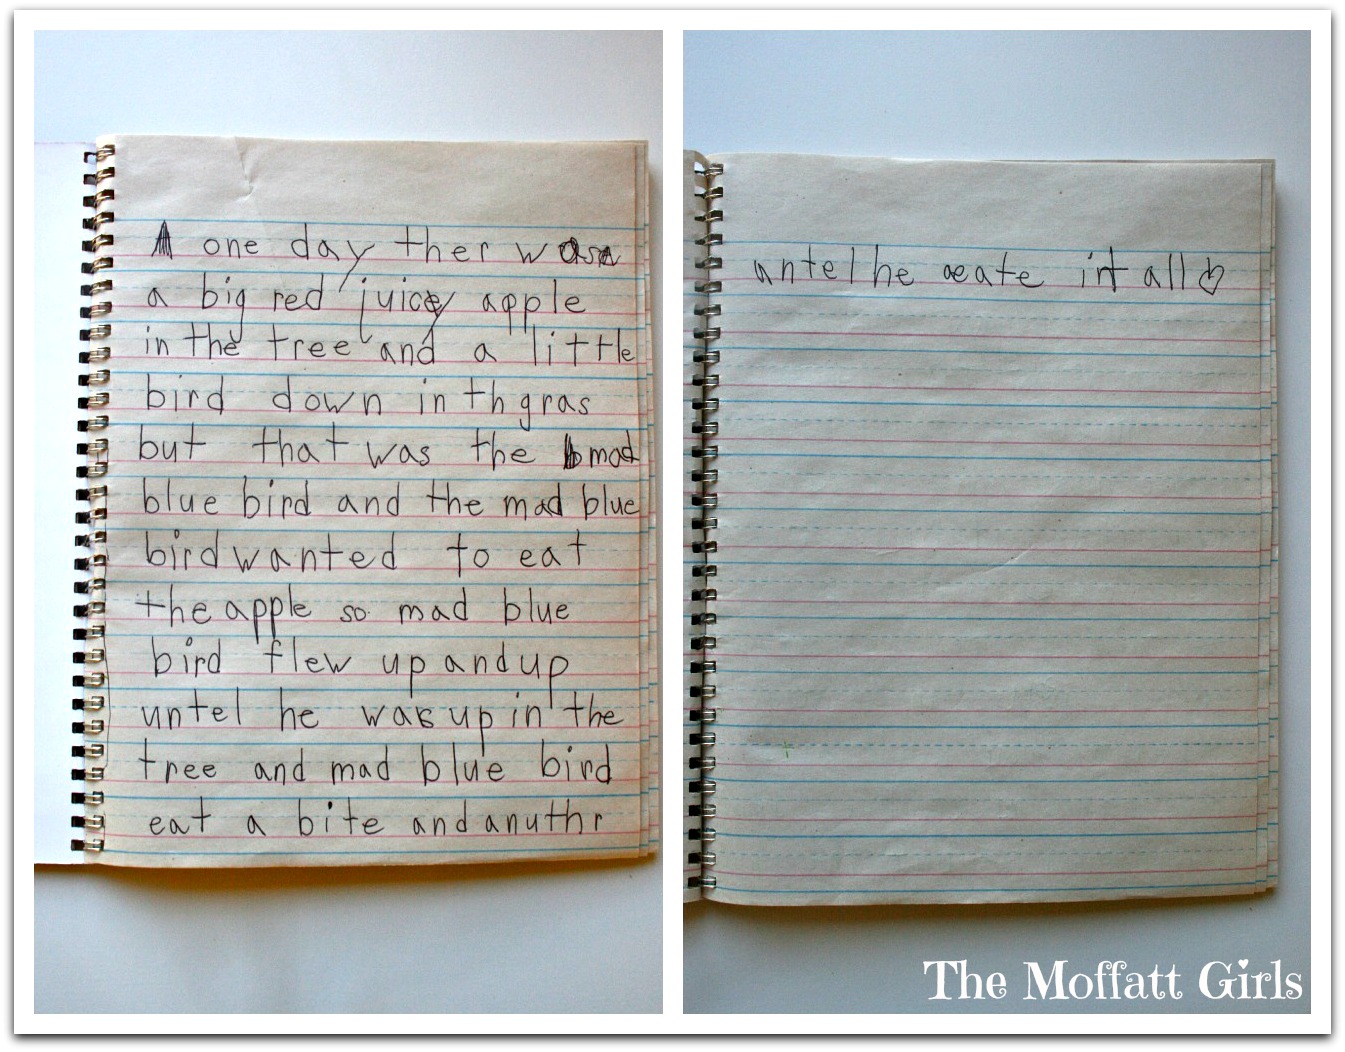 one day ther was
a big red juicy apple
in the tree and a little
bird down in th gras
but that was the mad
blue bird and the mad blue
bird wanted to eat
the apple so mad blue
bird flew up and up
untel he was up in the
tree and mad blue bird
eat a bite and anuthr
untel he eate it all
The Moffatt Girls